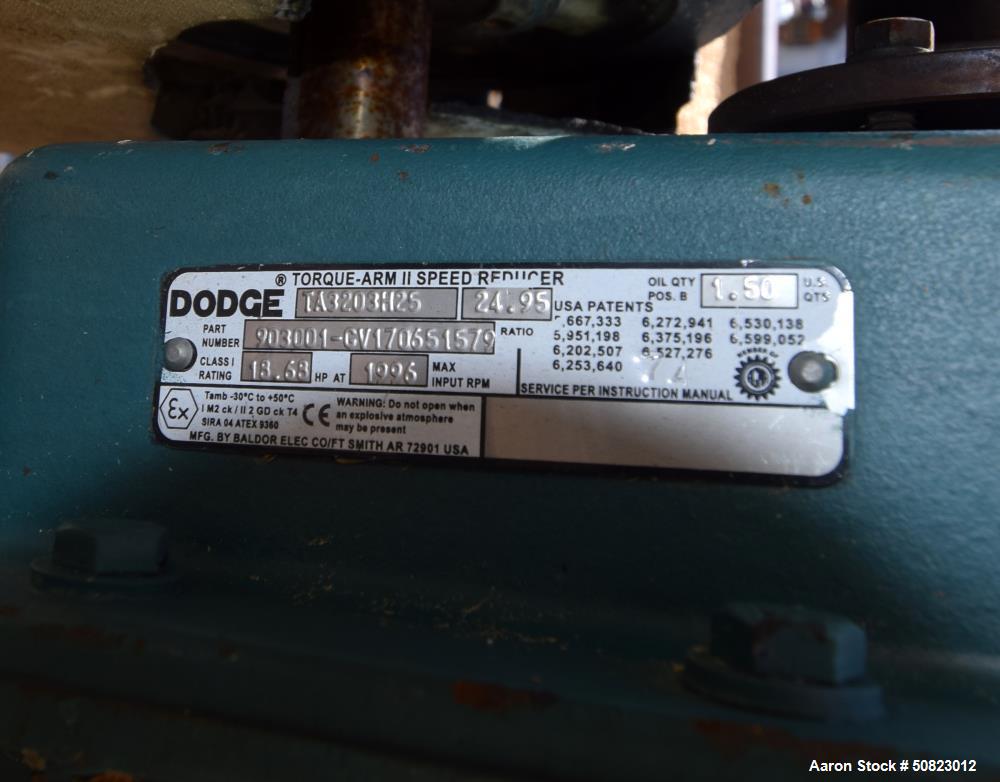 ® TORQUE-ARM II SPEED REDUCER
DODGE TA3203H25 24.95
OIL QTY POS. B 1.50 U.S. QTS
PART NUMBER 903001-GV170651579 RATIO
CLASS I RATING 18.68 HP AT 1996 MAX INPUT RPM
USA PATENTS
,667,333 6,272,941 6,530,138
5,951,198 6,375,196 6,599,052
6,202,507 6,527,276
6,253,640
MEMBER OF
SERVICE PER INSTRUCTION MANUAL
Ex
Tamb -30°C to +50°C
I M2 ck / II 2 GD ck T4
SIRA 04 ATEX 9360
CE
WARNING: Do not open when
an explosive atmosphere
may be present
MFG. BY BALDOR ELEC CO/FT SMITH AR 72901 USA
Aaron Stock # 50823012